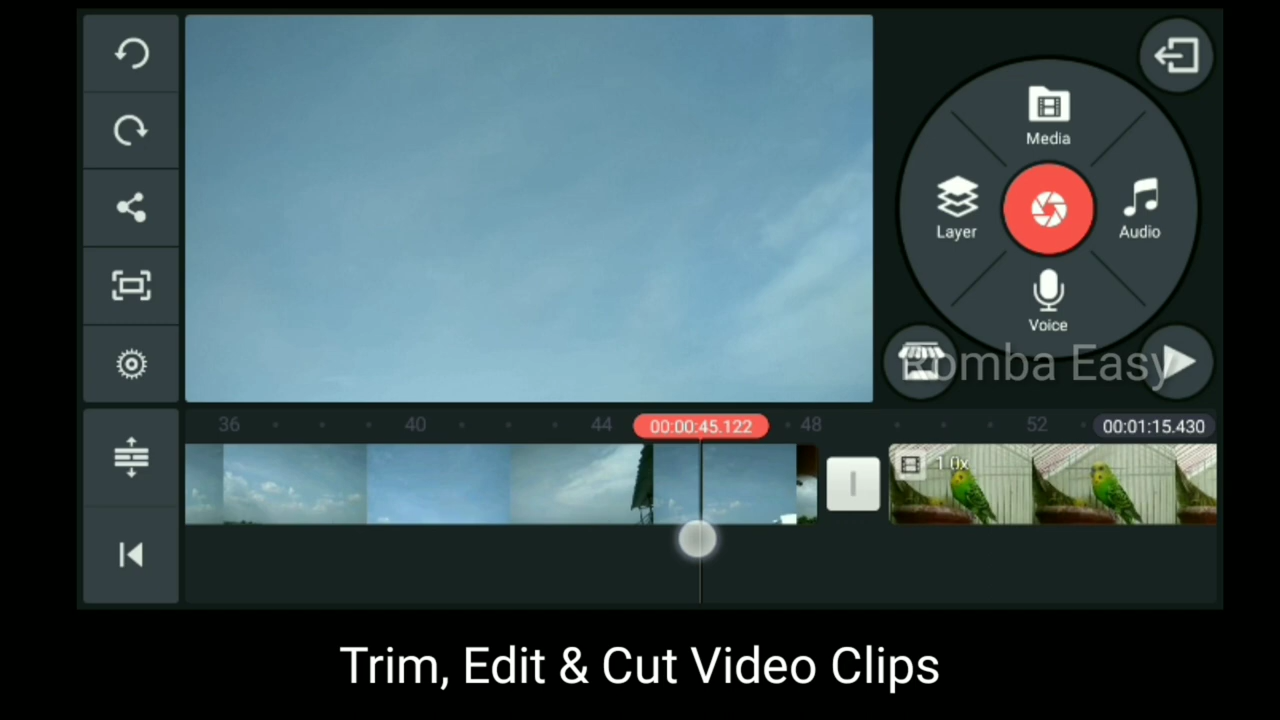 Media
Layer
Audio
Voice
Romba Easy
36
40
44
00:00:45.122
48
52
00:01:15.430
1.0x
Trim, Edit & Cut Video Clips